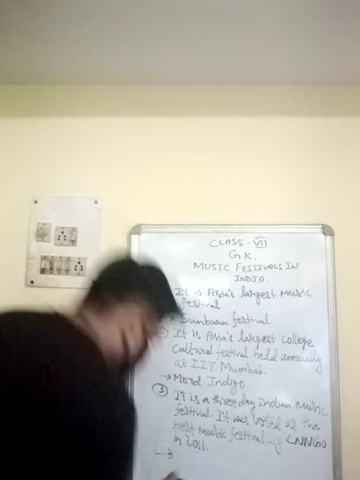 CLASS - VII
G.K.
MUSIC FESTIVALS IN
INDIA.
It is Asia's largest Music
festival
Sunburn festival.
② It is Asia's largest college
cultural festival held annually
at IIT Mumbai.
→ Mood Indigo.
③ It is a three day Indian Music
festival. It was voted as the
best Music festival of CNNGO
in 2011.
→